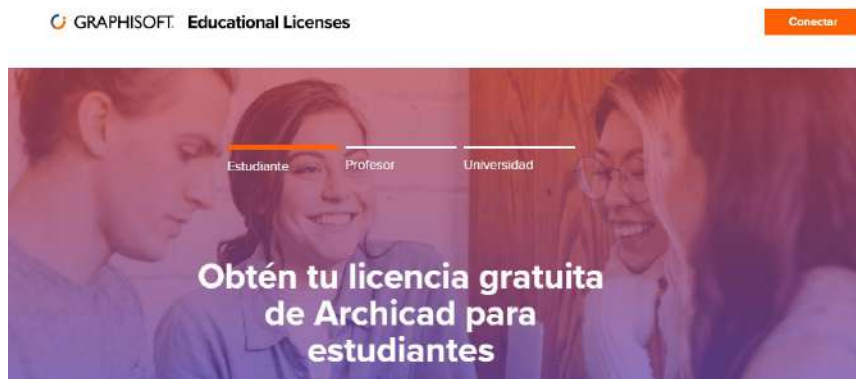 GRAPHISOFT. Educational Licenses
Conectar
Estudiante
Profesor
Universidad
Obtén tu licencia gratuita
de Archicad para
estudiantes